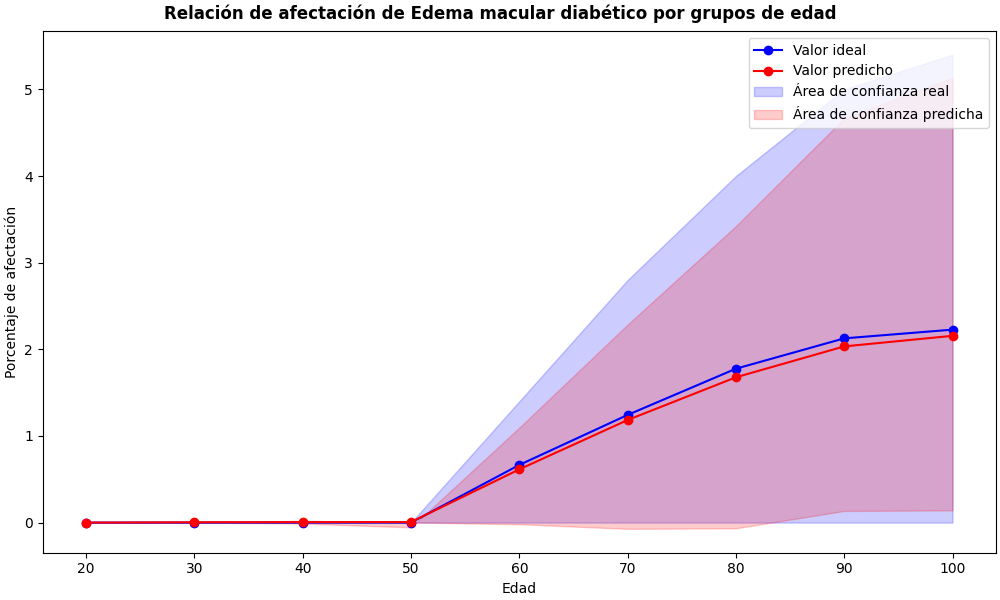 Relación de afectación de Edema macular diabético por grupos de edad
Valor ideal
Valor predicho
Área de confianza real
Área de confianza predicha
Porcentaje de afectación
5
4
3
2
1
0
20 30 40 50 60 70 80 90 100
Edad